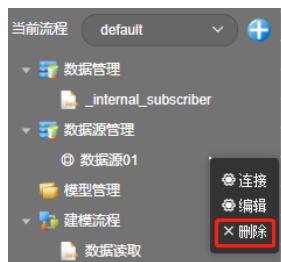 当前流程 default
数据管理
_internal_subscriber
数据源管理
数据源01
连接
模型管理
编辑
建模流程
删除
数据读取